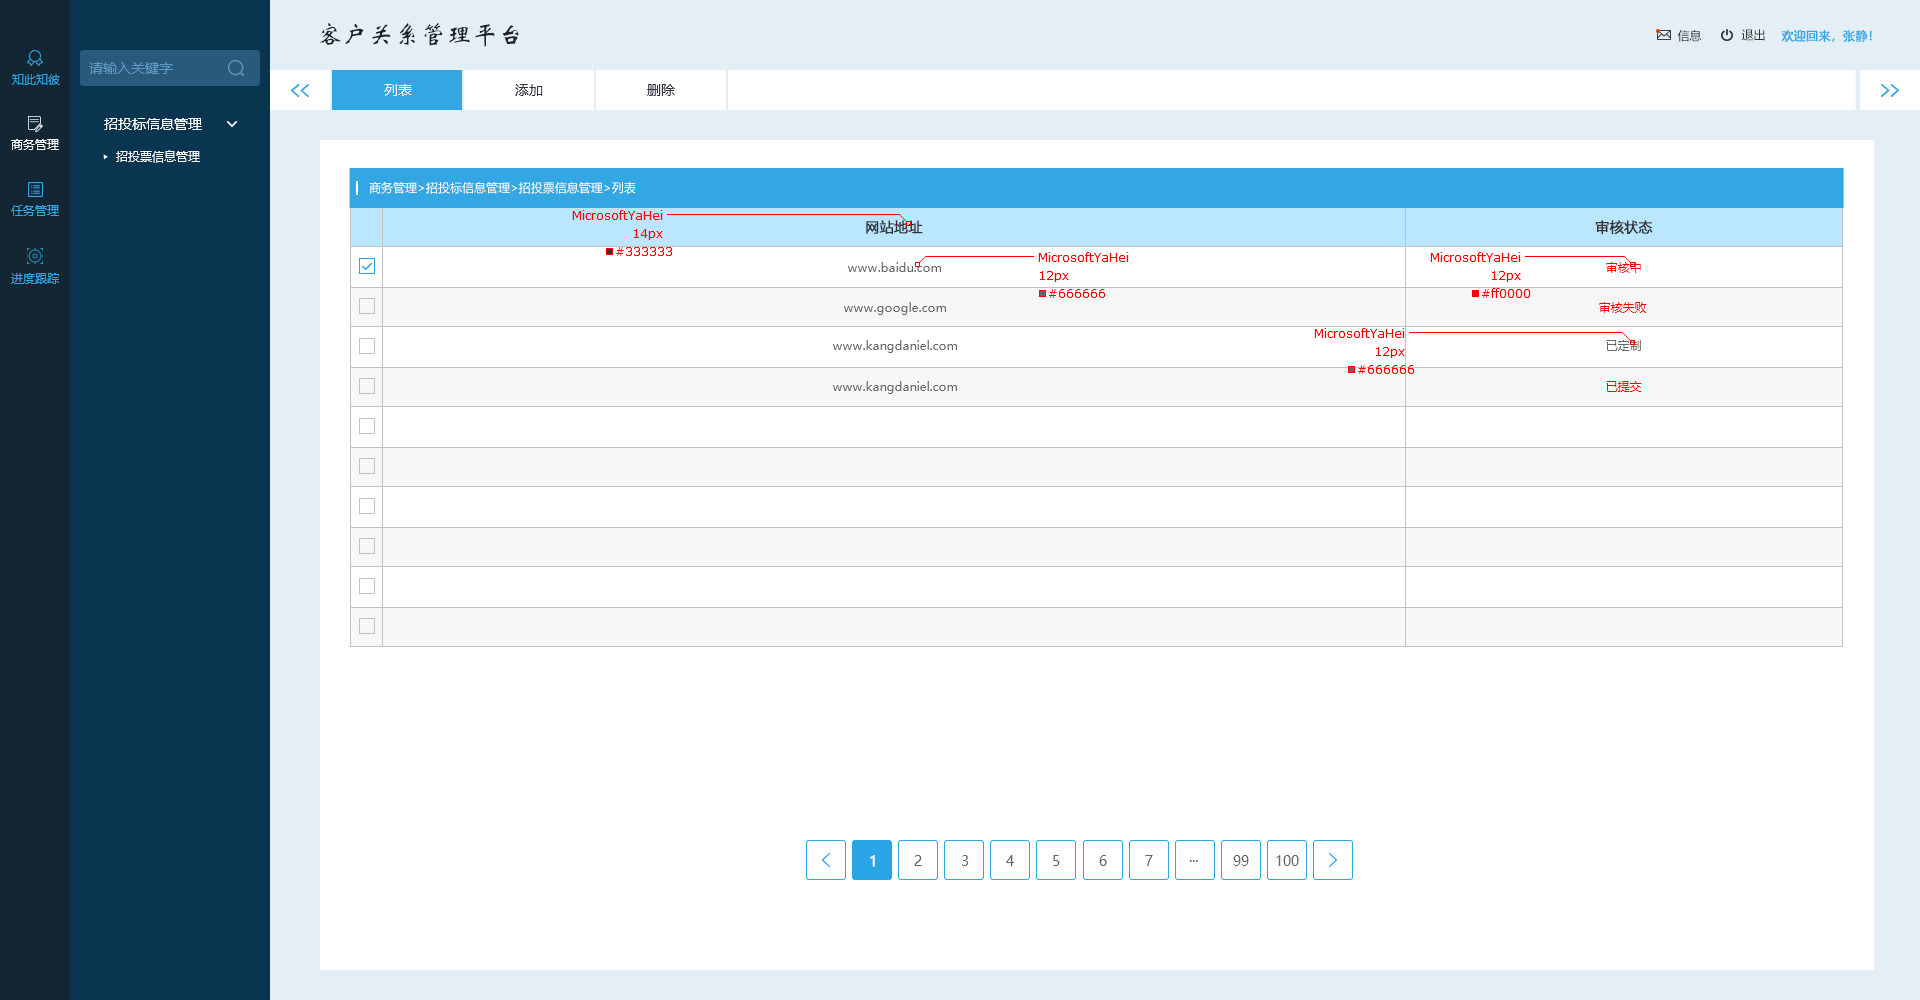 客户关系管理平台
信息 退出 欢迎回来，张静！
知此知彼
商务管理
任务管理
进度跟踪
请输入关键字
招投标信息管理
招投票信息管理
列表 添加 删除
商务管理>招投标信息管理>招投票信息管理>列表
网站地址 审核状态
MicrosoftYaHei
14px
#333333
www.baidu.com 审核中
MicrosoftYaHei
12px
#666666
MicrosoftYaHei
12px
#ff0000
www.google.com 审核失败
www.kangdaniel.com 已定制
MicrosoftYaHei
12px
#666666
www.kangdaniel.com 已提交
1 2 3 4 5 6 7 ··· 99 100